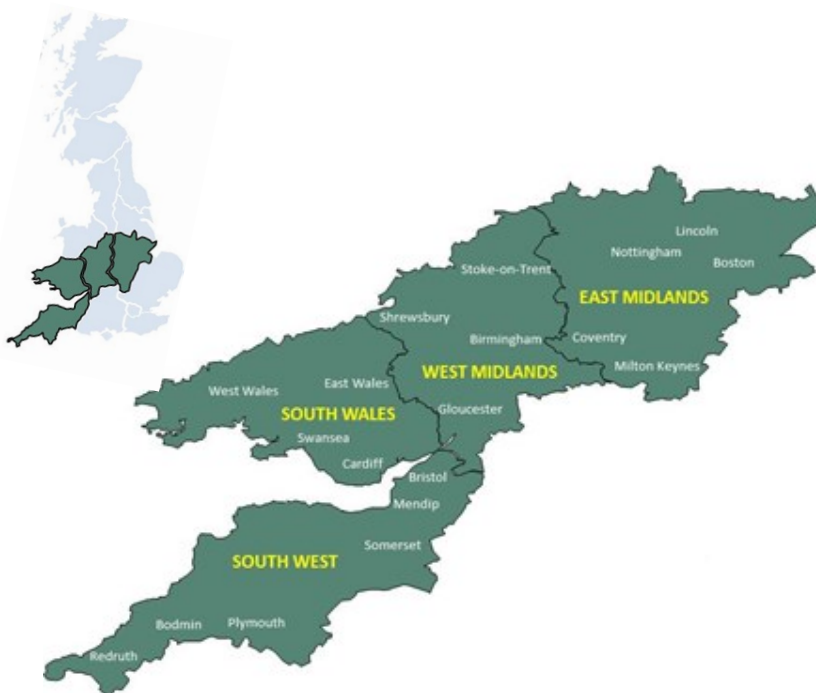 Lincoln
Nottingham
Boston
Stoke-on-Trent
EAST MIDLANDS
Shrewsbury
Birmingham
Coventry
Milton Keynes
WEST MIDLANDS
East Wales
West Wales
SOUTH WALES
Gloucester
Swansea
Cardiff
Bristol
Mendip
Somerset
SOUTH WEST
Bodmin
Plymouth
Redruth